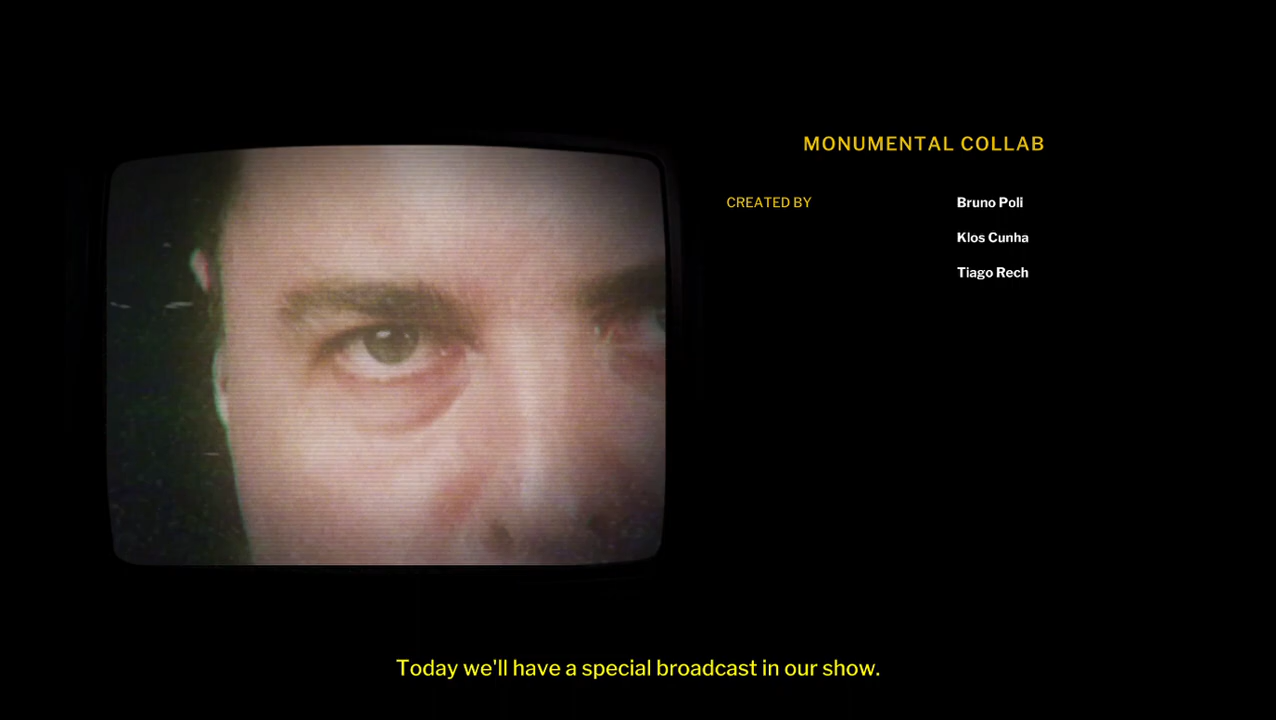 MONUMENTAL COLLAB
CREATED BY Bruno Poli
Klos Cunha
Tiago Rech
Today we'll have a special broadcast in our show.